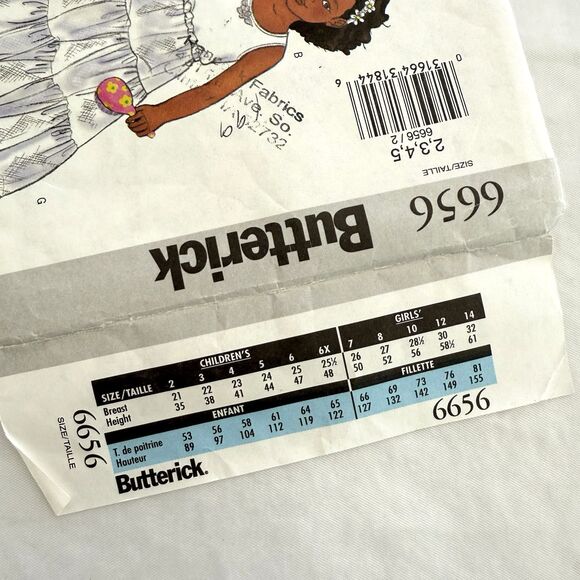 B
Fabrics
Ave. So.
2732
G
0
31664 31844
6
6656/2
2,3,4,5
SIZE/TAILLE
6656
Butterick
CHILDREN'S GIRLS'
SIZE/TAILLE 2 3 4 5 6 6X 7 8 10 12 14
Breast 21 22 23 24 25 25½ 26 27 28½ 30 32
Height 35 38 41 44 47 48 50 52 56 58½ 61
ENFANT FILLETTE
T. de poitrine 53 56 58 61 64 65 66 69 73 76 81
Hauteur 89 97 104 112 119 122 127 132 142 149 155
Butterick.
6656
6656
SIZE/TAILLE